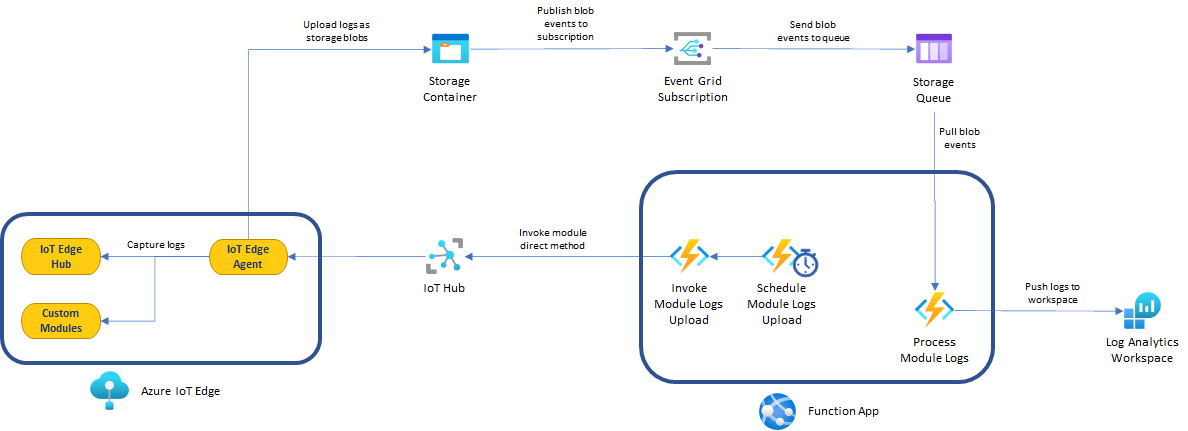 Upload logs as
storage blobs
Publish blob
events to
subscription
Send blob
events to queue
Storage
Container
Event Grid
Subscription
Storage
Queue
Pull blob
events
IoT Edge
Hub
Capture logs
IoT Edge
Agent
Custom
Modules
Azure IoT Edge
IoT Hub
Invoke module
direct method
Invoke
Module Logs
Upload
Schedule
Module Logs
Upload
Process
Module Logs
Function App
Push logs to
workspace
Log Analytics
Workspace